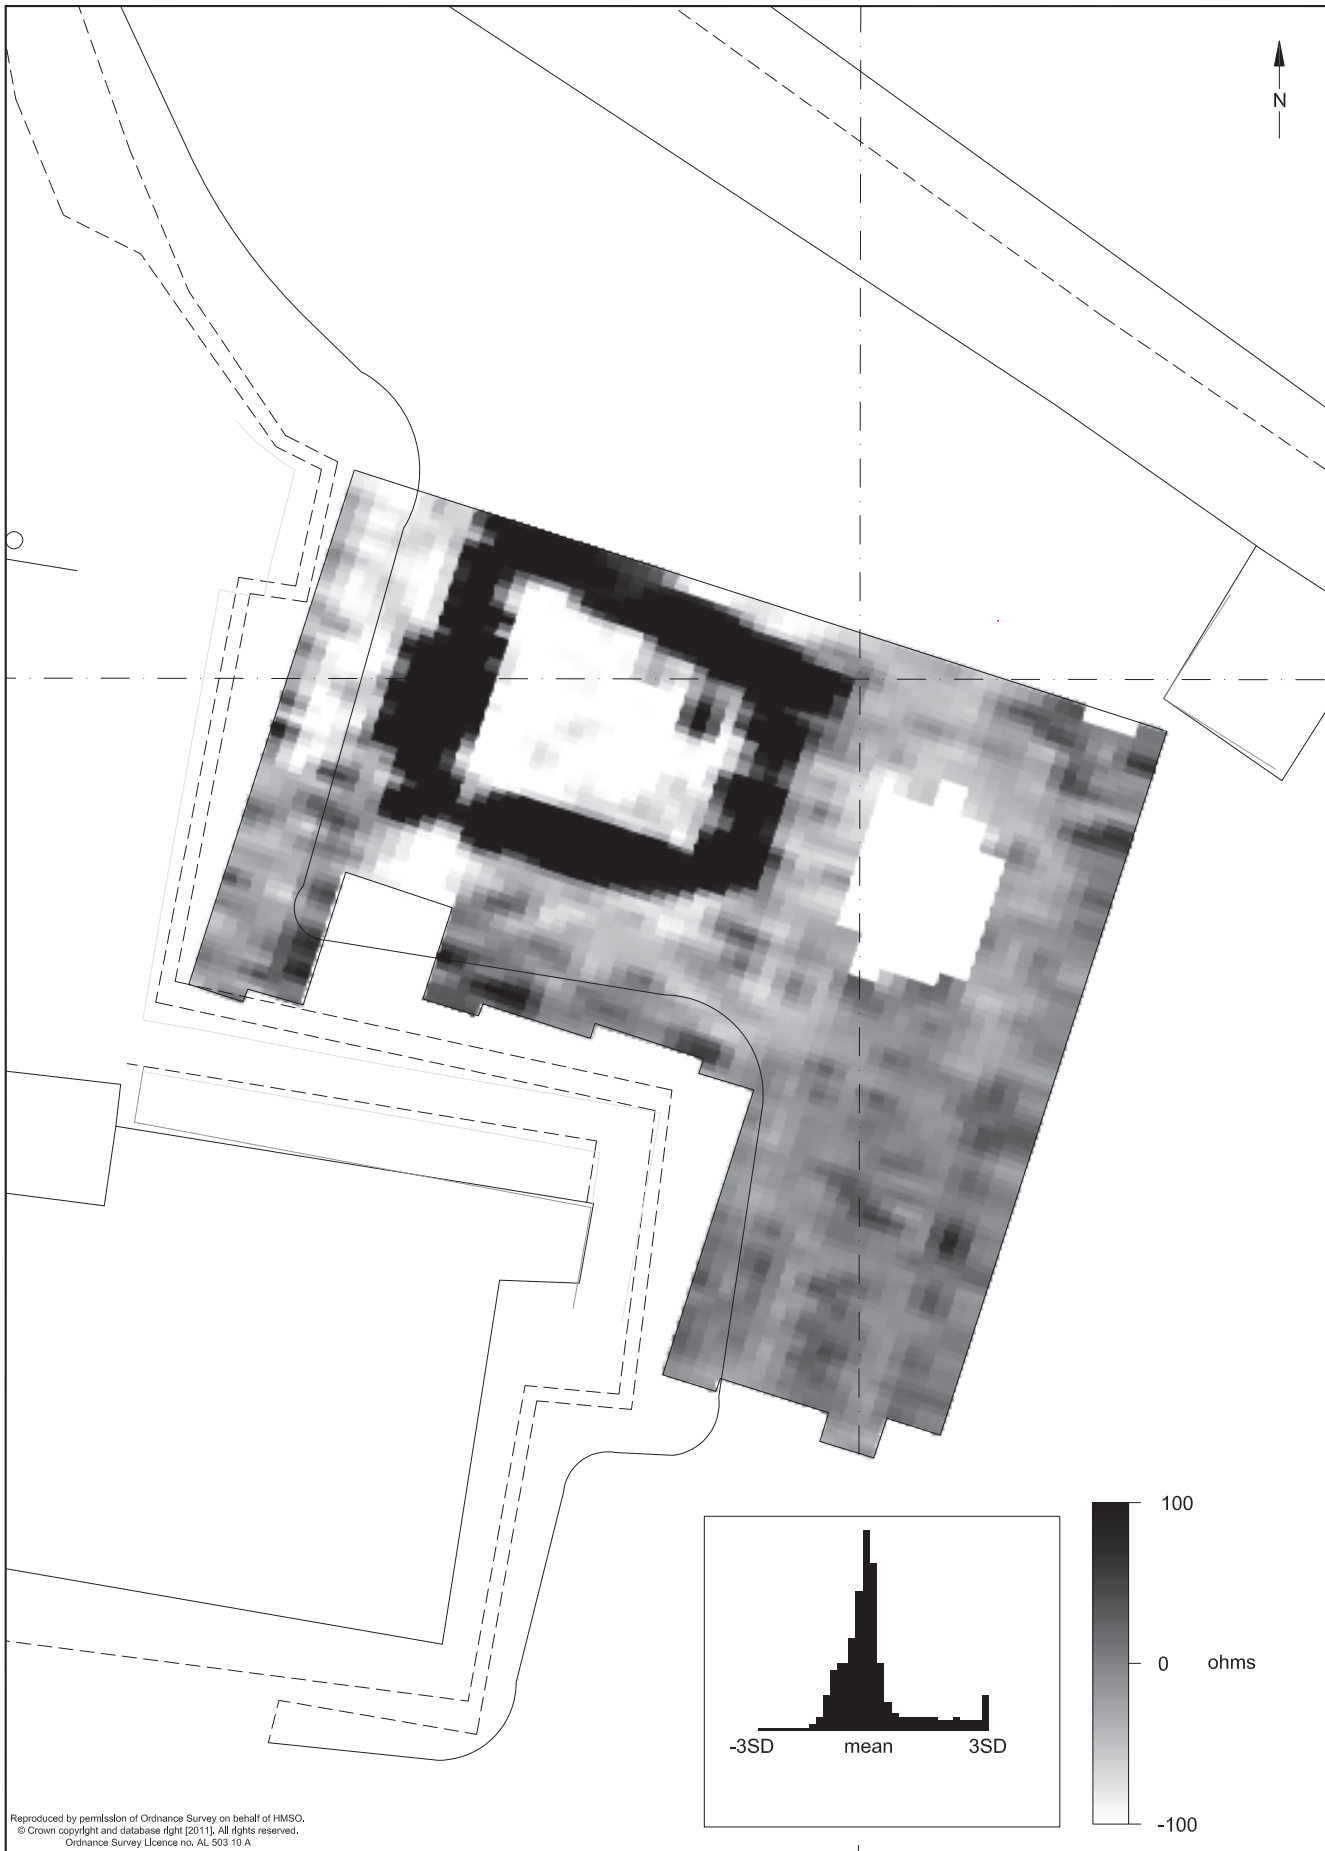 N
100
0 ohms
-100
-3SD mean 3SD
Reproduced by permission of Ordnance Survey on behalf of HMSO.
© Crown copyright and database right [2011]. All rights reserved.
Ordnance Survey Licence no. AL 503 10 A